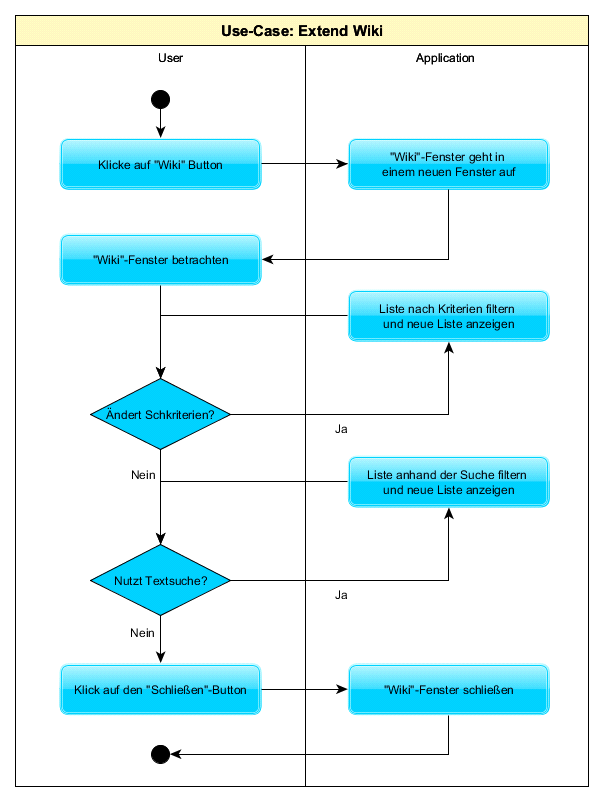 Use-Case: Extend Wiki
User
Application
Klicke auf "Wiki" Button
"Wiki"-Fenster geht in
einem neuen Fenster auf
"Wiki"-Fenster betrachten
Liste nach Kriterien filtern
und neue Liste anzeigen
Ändert Schkriterien?
Ja
Nein
Liste anhand der Suche filtern
und neue Liste anzeigen
Nutzt Textsuche?
Ja
Nein
Klick auf den "Schließen"-Button
"Wiki"-Fenster schließen